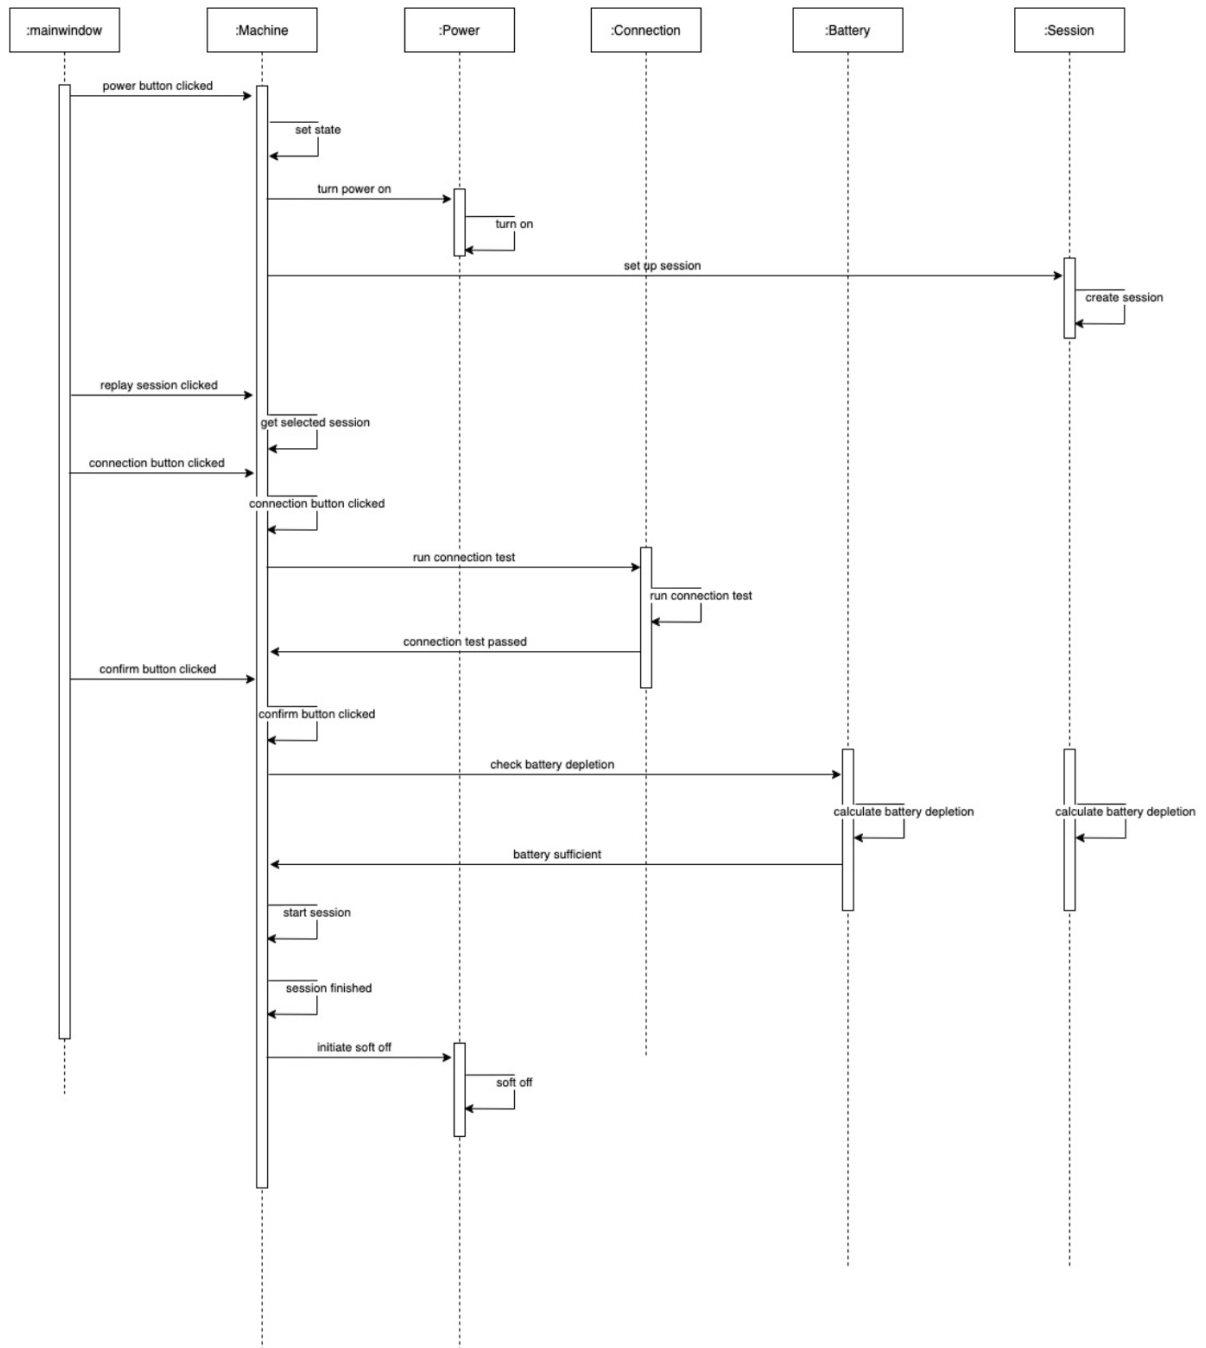 :mainwindow
:Machine
:Power
:Connection
:Battery
:Session
power button clicked
set state
turn power on
turn on
set up session
create session
replay session clicked
get selected session
connection button clicked
connection button clicked
run connection test
run connection test
connection test passed
confirm button clicked
confirm button clicked
check battery depletion
calculate battery depletion
calculate battery depletion
battery sufficient
start session
session finished
initiate soft off
soft off